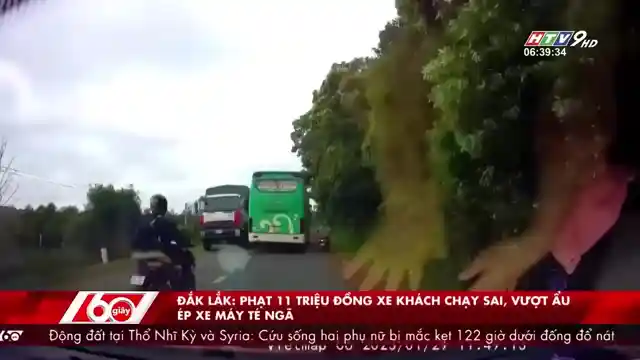 HTV9 HD
06:39:34
60 giây
ĐẮK LẮK: PHẠT 11 TRIỆU ĐỒNG XE KHÁCH CHẠY SAI, VƯỢT ẨU
ÉP XE MÁY TÉ NGÃ
Động đất tại Thổ Nhĩ Kỳ và Syria: Cứu sống hai phụ nữ bị mắc kẹt 122 giờ dưới đống đổ nát